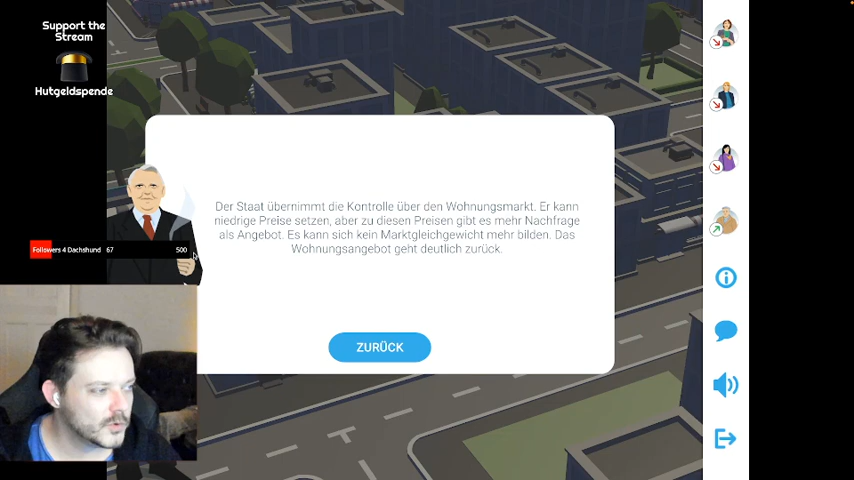 Support the
Stream
Hutgeldspende
Der Staat übernimmt die Kontrolle über den Wohnungsmarkt. Er kann
niedrige Preise setzen, aber zu diesen Preisen gibt es mehr Nachfrage
als Angebot. Es kann sich kein Marktgleichgewicht mehr bilden. Das
Wohnungsangebot geht deutlich zurück.
Followers 4 Dachshund 67 500
ZURÜCK